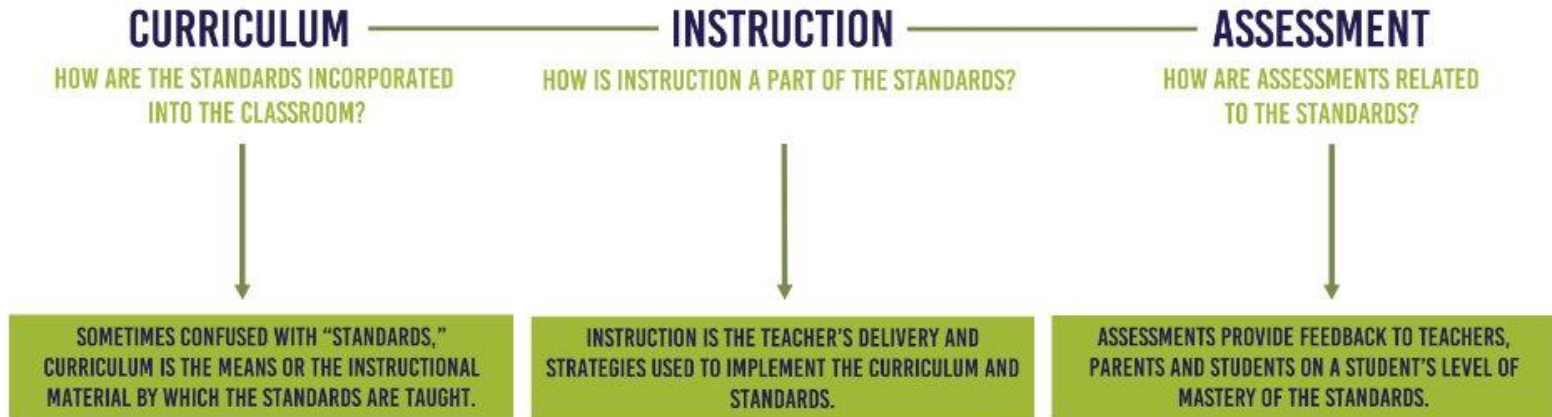 CURRICULUM
INSTRUCTION
ASSESSMENT
HOW ARE THE STANDARDS INCORPORATED
INTO THE CLASSROOM?
HOW IS INSTRUCTION A PART OF THE STANDARDS?
HOW ARE ASSESSMENTS RELATED
TO THE STANDARDS?
SOMETIMES CONFUSED WITH “STANDARDS,”
CURRICULUM IS THE MEANS OR THE INSTRUCTIONAL
MATERIAL BY WHICH THE STANDARDS ARE TAUGHT.
INSTRUCTION IS THE TEACHER’S DELIVERY AND
STRATEGIES USED TO IMPLEMENT THE CURRICULUM AND
STANDARDS.
ASSESSMENTS PROVIDE FEEDBACK TO TEACHERS,
PARENTS AND STUDENTS ON A STUDENT’S LEVEL OF
MASTERY OF THE STANDARDS.